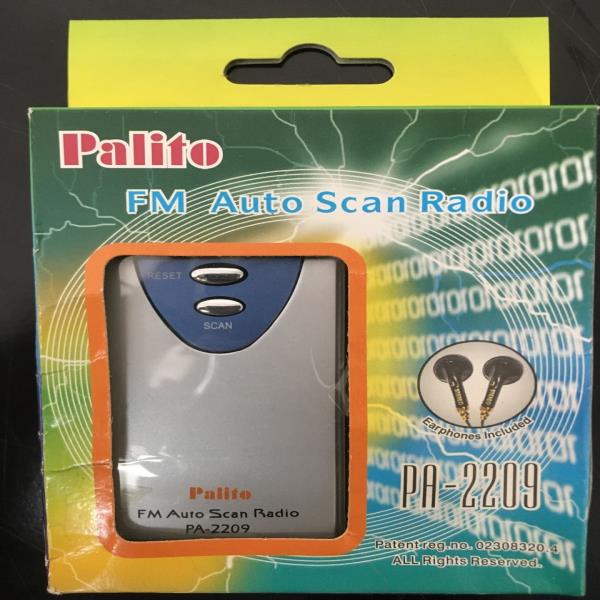 Palito
FM Auto Scan Radio
RESET
SCAN
Earphones Included
PA-2209
Palito
FM Auto Scan Radio
PA-2209
Patent reg.no. 02308320.4
ALL Rights Reserved.